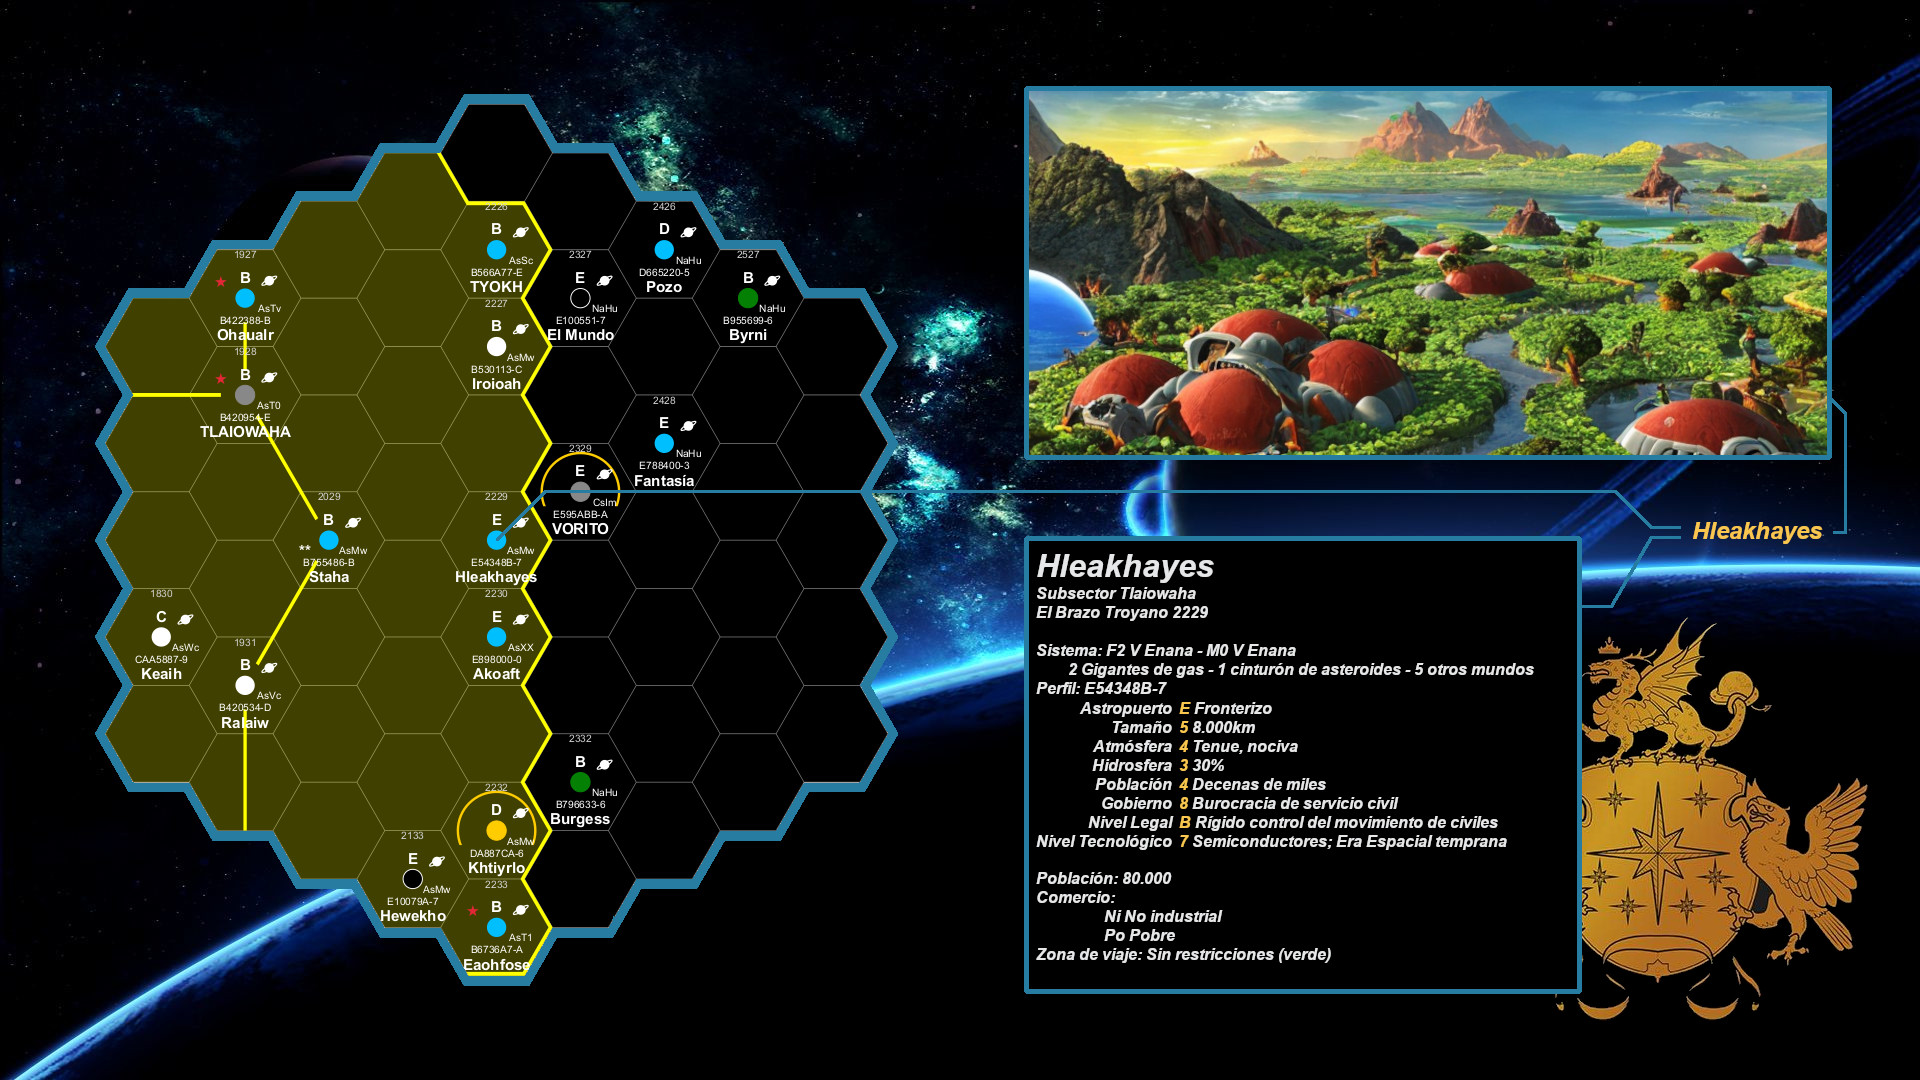 2226
B
AsSc
B566A77-E
TYOKH
2426
D
NaHu
D665220-5
Pozo
1927
B
AsTv
B422388-B
Ohaualr
2327
E
NaHu
E100551-7
El Mundo
2527
B
NaHu
B955699-6
Byrni
2227
B
AsMw
B530113-C
Iroioah
1928
B
AsT0
B420954-E
TLAIOWAHA
2428
E
NaHu
E788400-3
Fantasía
2329
E
CsIm
E595ABB-A
VORITO
2029
B
**
AsMw
B755486-B
Staha
2229
E
AsMw
E54348B-7
Hleakhayes
1830
C
AsWc
CAA5887-9
Keaih
2230
E
AsXX
E898000-0
Akoaft
1931
B
AsVc
B420534-D
Ralaiw
2332
B
NaHu
B796633-6
Burgess
2232
D
AsMw
DA887CA-6
Khtiyrlo
2133
E
AsMw
E10079A-7
Hewekho
2233
B
AsT1
B6736A7-A
Eaohfose
Hleakhayes
Hleakhayes
Subsector Tlaiowaha
El Brazo Troyano 2229
Sistema: F2 V Enana - M0 V Enana
2 Gigantes de gas - 1 cinturón de asteroides - 5 otros mundos
Perfil: E54348B-7
Astropuerto E Fronterizo
Tamaño 5 8.000km
Atmósfera 4 Tenue, nociva
Hidrosfera 3 30%
Población 4 Decenas de miles
Gobierno 8 Burocracia de servicio civil
Nivel Legal B Rígido control del movimiento de civiles
Nivel Tecnológico 7 Semiconductores; Era Espacial temprana
Población: 80.000
Comercio:
Ni No industrial
Po Pobre
Zona de viaje: Sin restricciones (verde)